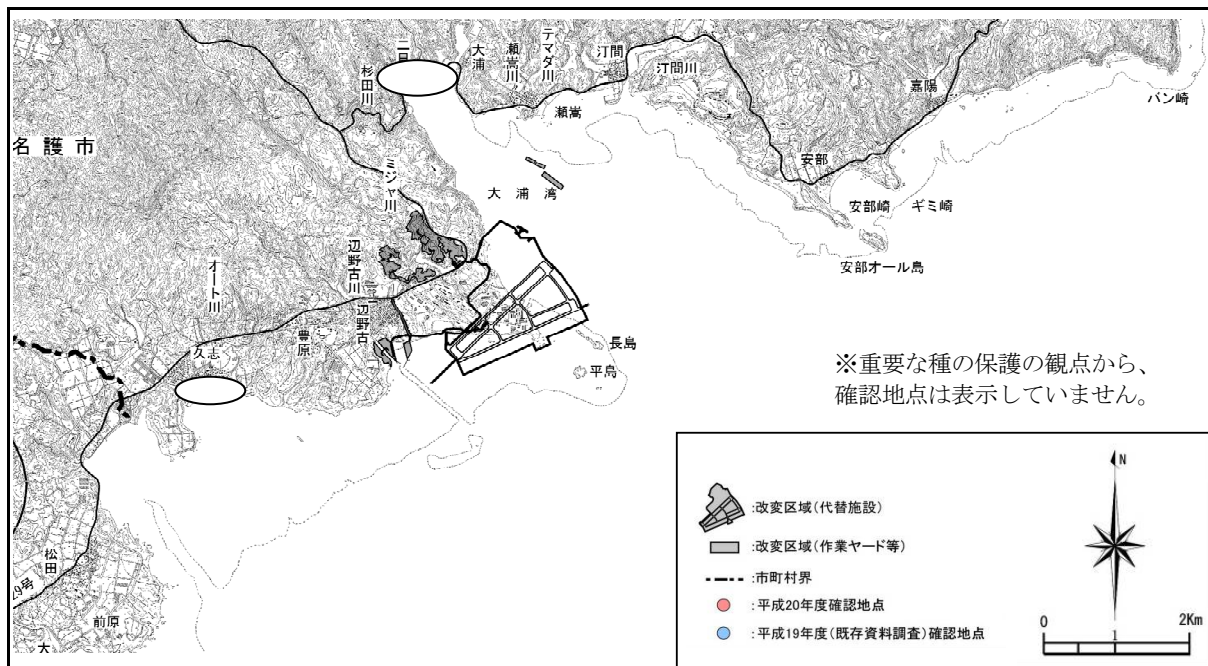 二
杉田川
大浦
瀬嵩川
テマダ川
汀間
汀間川
瀬嵩
嘉陽
バン崎
名護市
ミジャ川
大浦湾
安部
安部崎
ギミ崎
安部オール島
辺野古川
オート川
辺野古
豊原
久志
長島
平島
※重要な種の保護の観点から、
確認地点は表示していません。
松田
29号
前原
大
N
:改変区域(代替施設)
:改変区域(作業ヤード等)
:市町村界
:平成20年度確認地点
:平成19年度(既存資料調査)確認地点
0 1 2Km